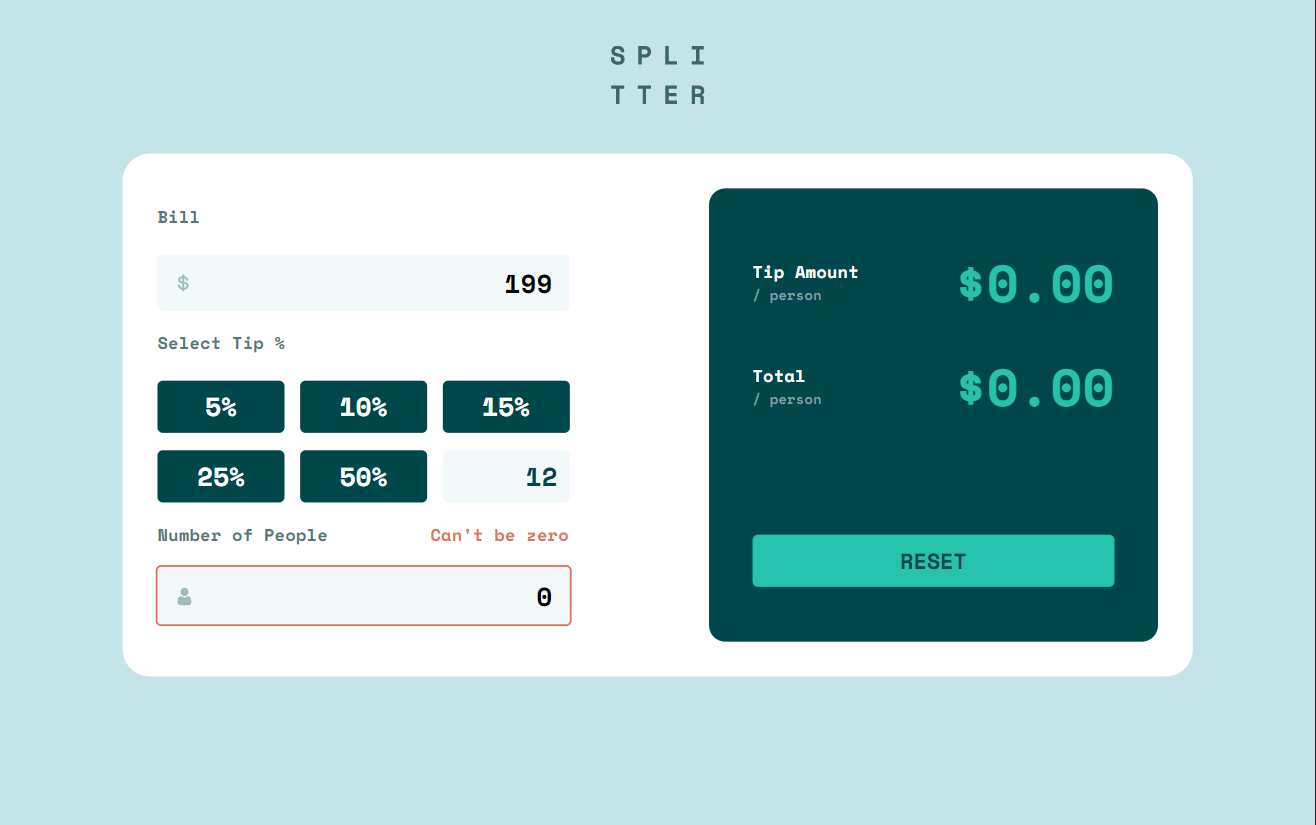 SPLI
TTER
Bill
$ 199
Select Tip %
5% 10% 15%
25% 50% 12
Number of People Can't be zero
0
Tip Amount
/ person
$0.00
Total
/ person
$0.00
RESET